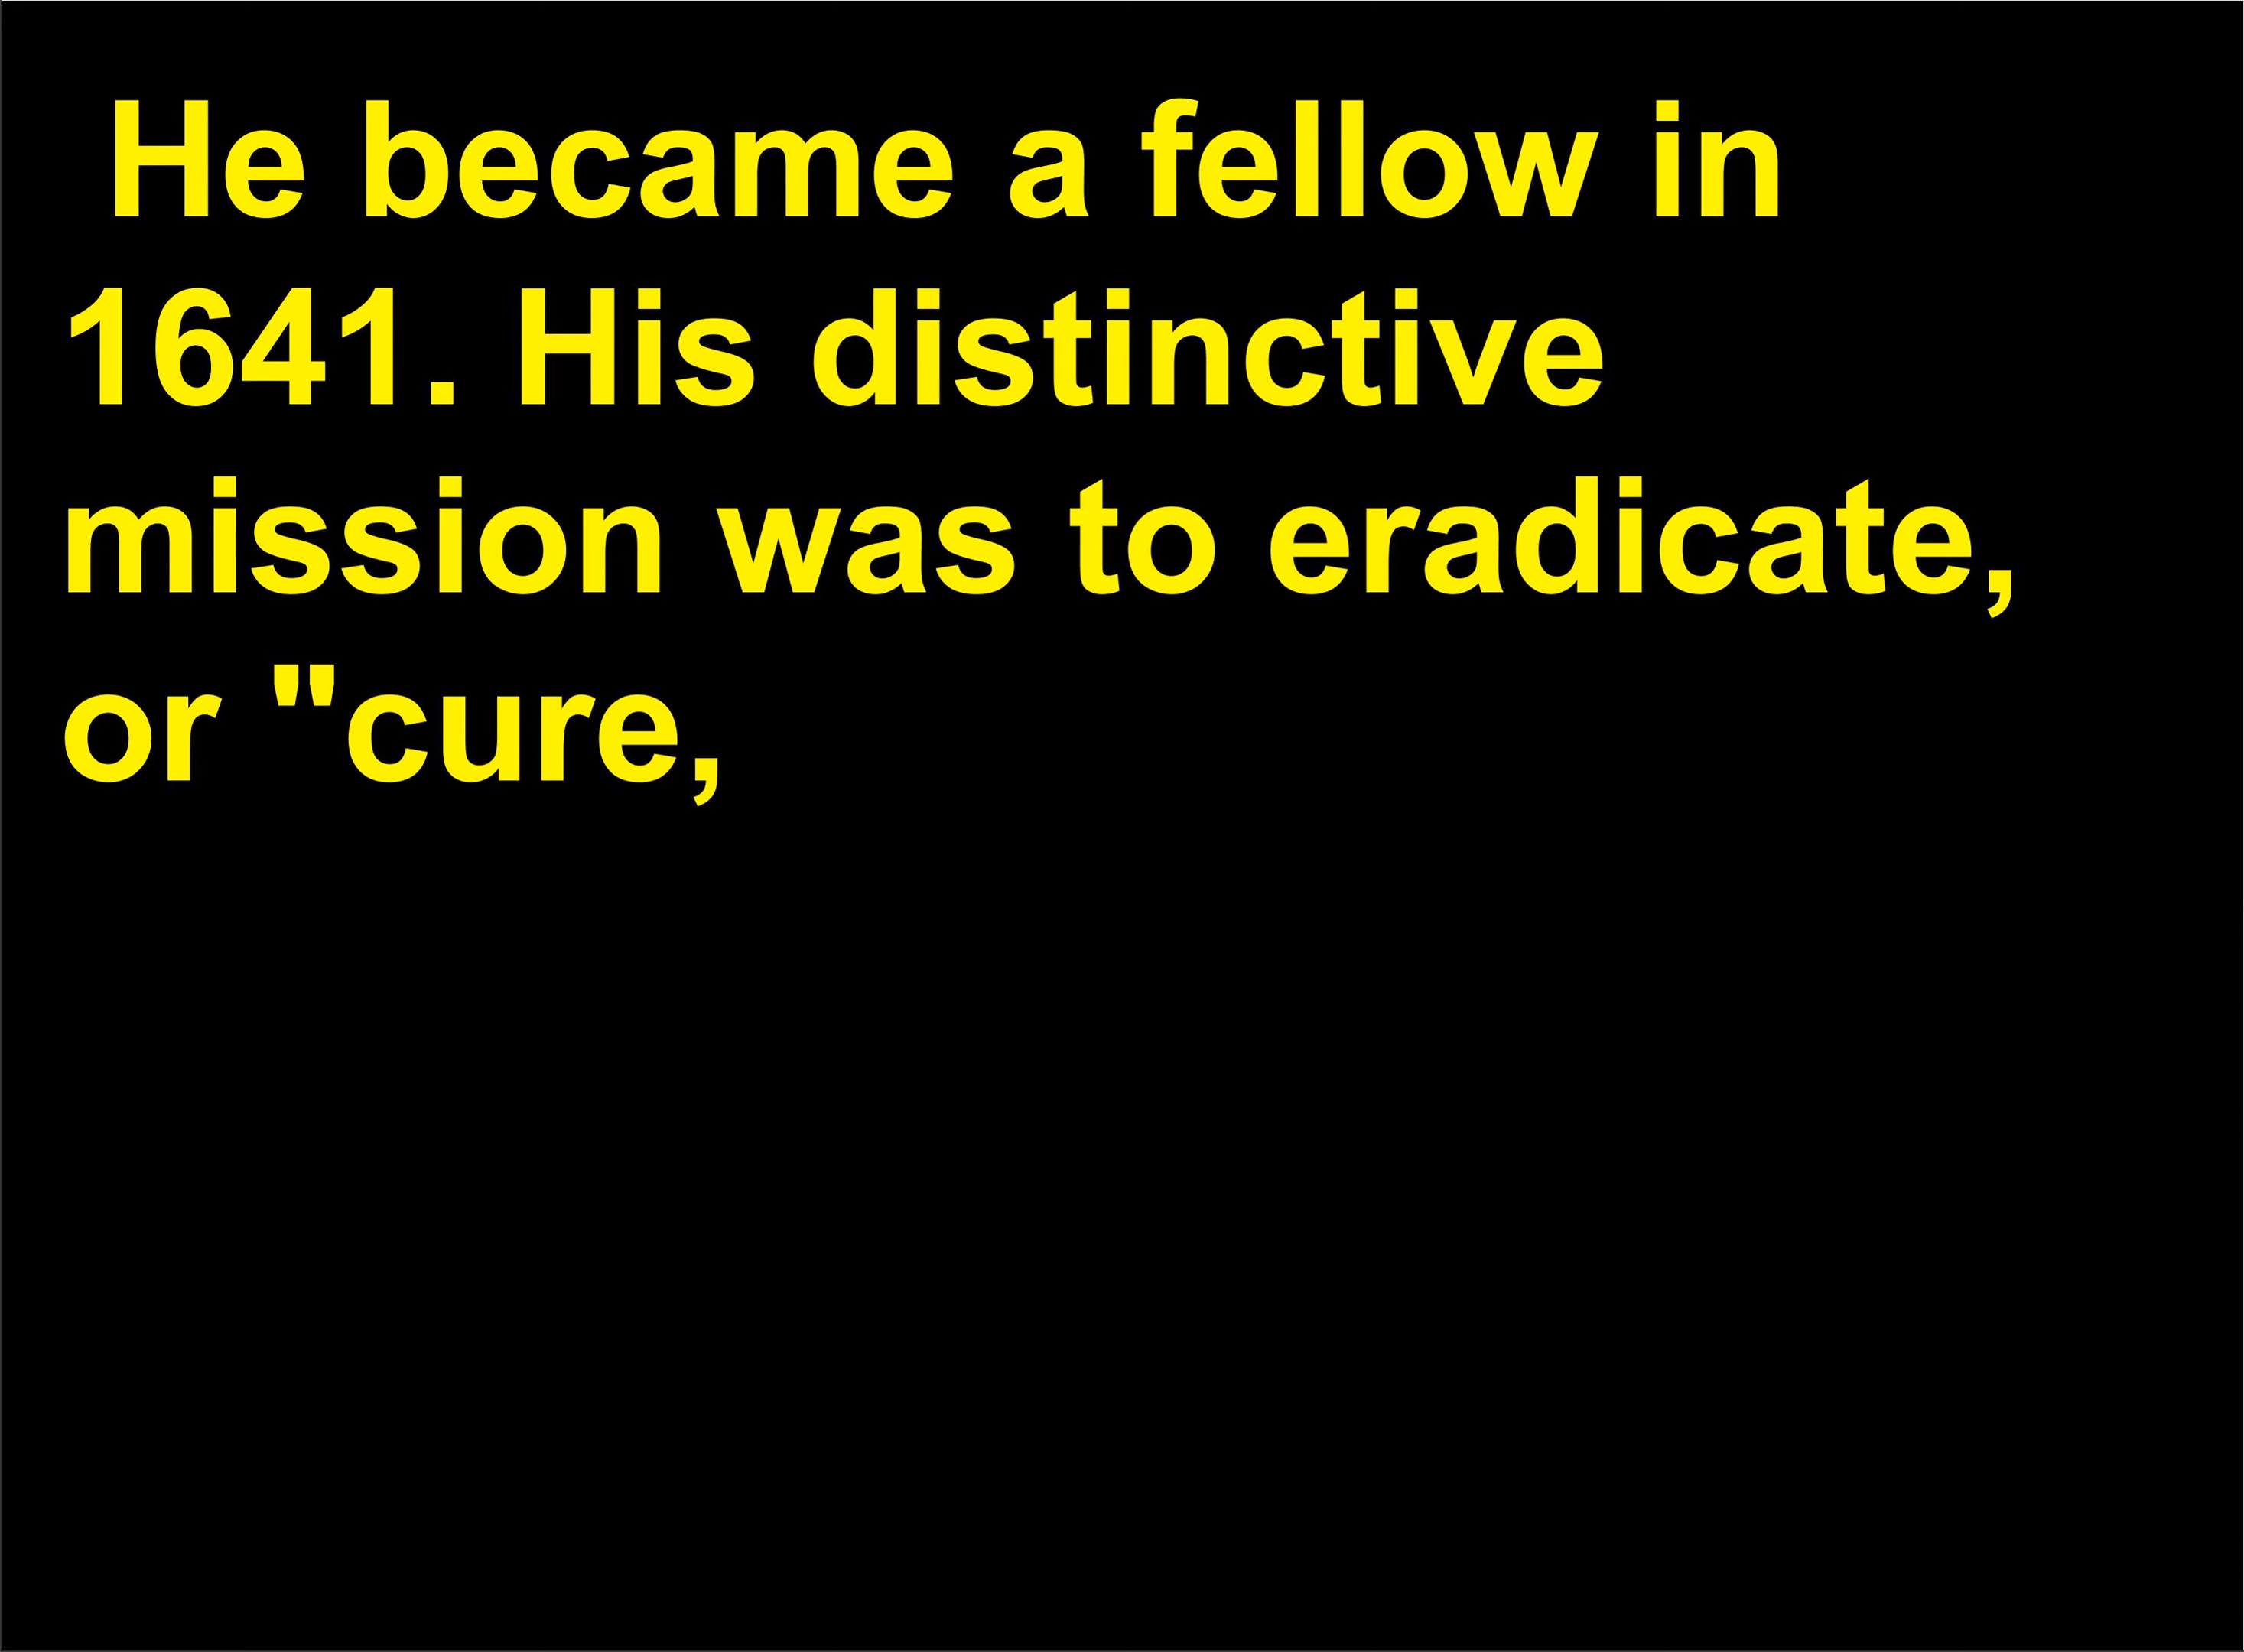 He became a fellow in
1641. His distinctive
mission was to eradicate,
or "cure,